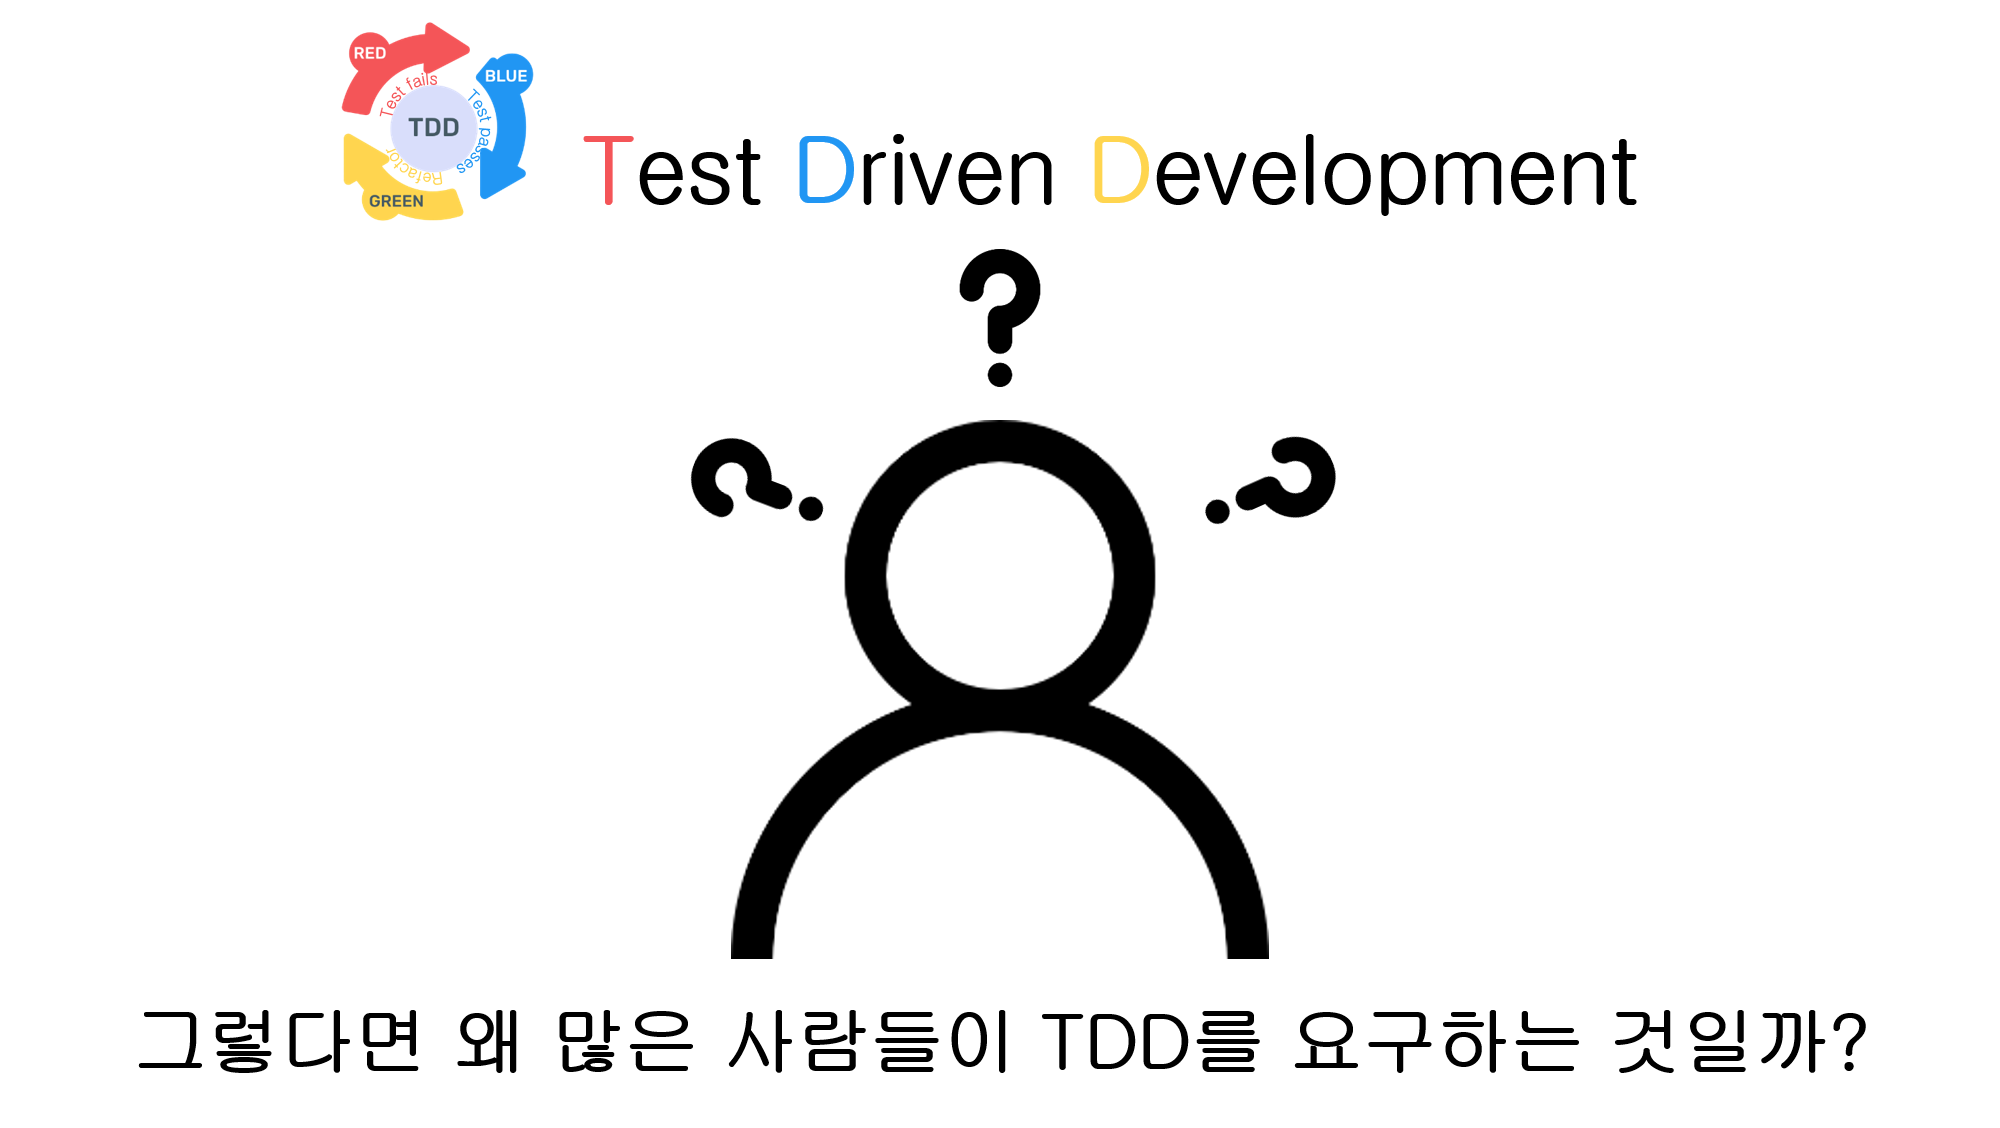 RED
Test fails
BLUE
Test passes
TDD
Refactor
GREEN
Test Driven Development
? ? ?
그렇다면 왜 많은 사람들이 TDD를 요구하는 것일까?